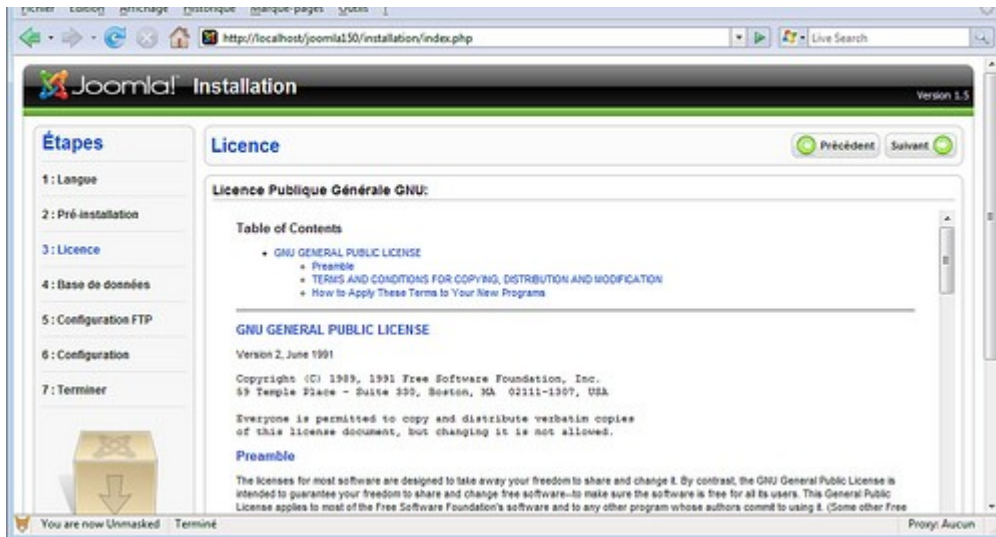 Fichier Edition Affichage Historique Marque-pages Outils ?
http://localhost/joomla150/installation/index.php
Live Search
Joomla! Installation
Version 1.5
Étapes
1 : Langue
2 : Pré-installation
3 : Licence
4 : Base de données
5 : Configuration FTP
6 : Configuration
7 : Terminer
Licence
Précédent
Suivant
Licence Publique Générale GNU:
Table of Contents
GNU GENERAL PUBLIC LICENSE
Preamble
TERMS AND CONDITIONS FOR COPYING, DISTRIBUTION AND MODIFICATION
How to Apply These Terms to Your New Programs
GNU GENERAL PUBLIC LICENSE
Version 2, June 1991
Copyright (C) 1989, 1991 Free Software Foundation, Inc.
59 Temple Place - Suite 330, Boston, MA 02111-1307, USA
Everyone is permitted to copy and distribute verbatim copies
of this license document, but changing it is not allowed.
Preamble
The licenses for most software are designed to take away your freedom to share and change it. By contrast, the GNU General Public License is
intended to guarantee your freedom to share and change free software--to make sure the software is free for all its users. This General Public
License applies to most of the Free Software Foundation's software and to any other program whose authors commit to using it. (Some other Free
You are now Unmasked
Terminé
Proxy: Aucun